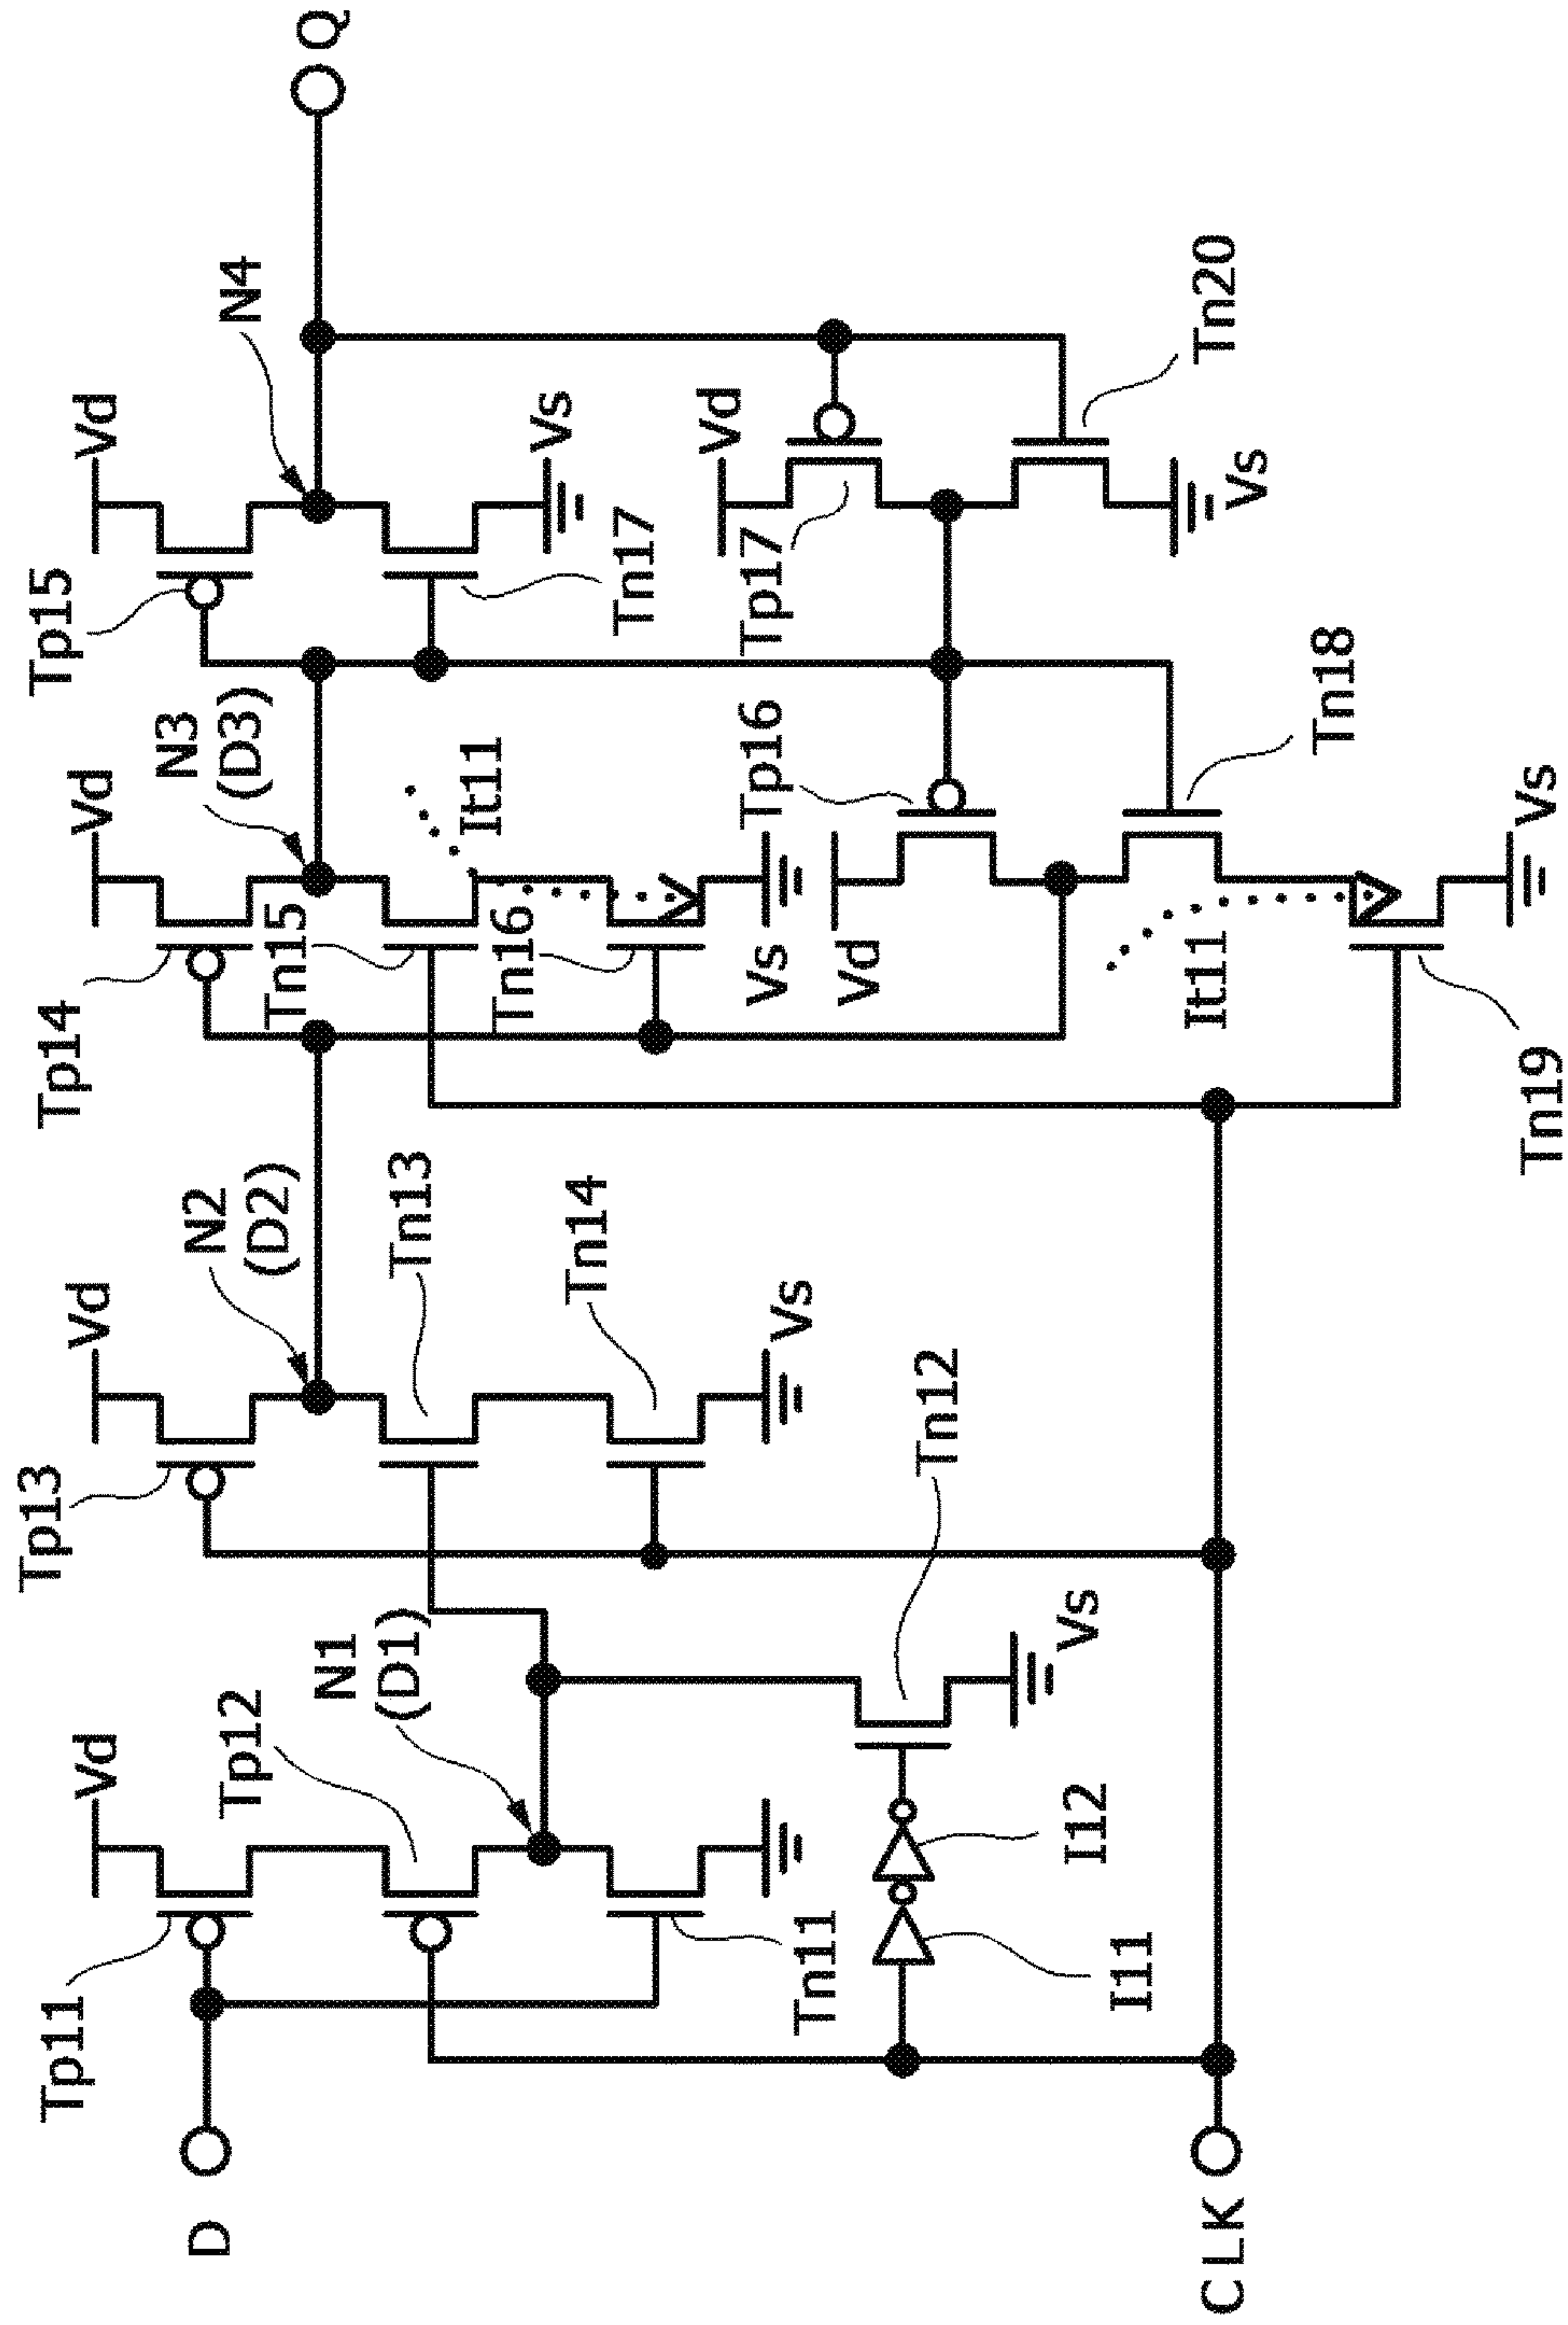 D
CLK
Tp11
Vd
Tp12
N1
(D1)
Tn11
I11
I12
Tn12
Vs
Tp13
Vd
N2
(D2)
Tn13
Tn14
Vs
Tp14
Vd
N3
(D3)
Tn15
Tn16
It11
Vs
Vd
Tp16
It11
Tn18
Tn19
Vs
Tp15
Vd
N4
Tn17
Vs
Tp17
Vd
Tn20
Vs
Q